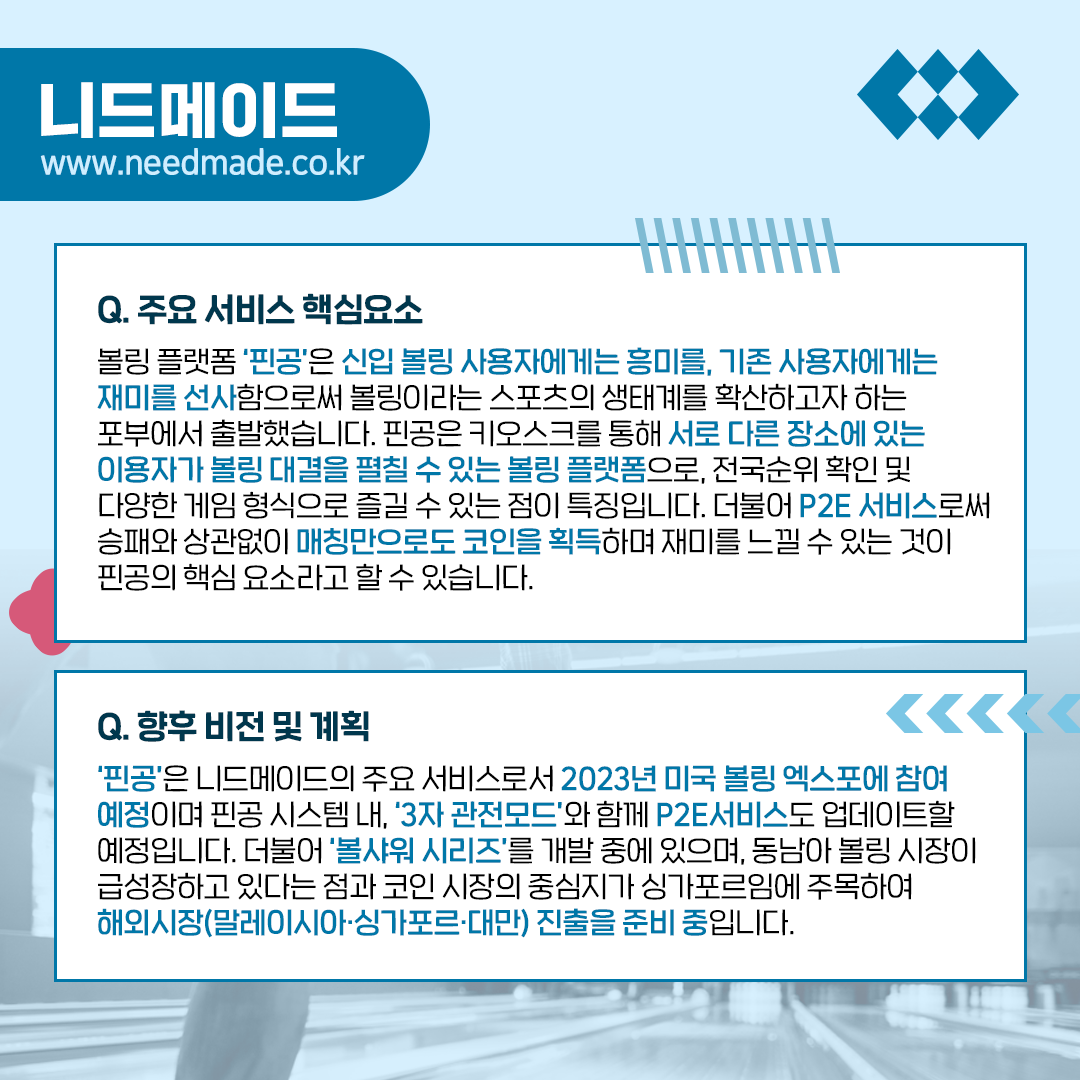 니드메이드
www.needmade.co.kr
Q. 주요 서비스 핵심요소
볼링 플랫폼 '핀공'은 신입 볼링 사용자에게는 흥미를, 기존 사용자에게는
재미를 선사함으로써 볼링이라는 스포츠의 생태계를 확산하고자 하는
포부에서 출발했습니다. 핀공은 키오스크를 통해 서로 다른 장소에 있는
이용자가 볼링 대결을 펼칠 수 있는 볼링 플랫폼으로, 전국순위 확인 및
다양한 게임 형식으로 즐길 수 있는 점이 특징입니다. 더불어 P2E 서비스로써
승패와 상관없이 매칭만으로도 코인을 획득하며 재미를 느낄 수 있는 것이
핀공의 핵심 요소라고 할 수 있습니다.
Q. 향후 비전 및 계획
'핀공'은 니드메이드의 주요 서비스로서 2023년 미국 볼링 엑스포에 참여
예정이며 핀공 시스템 내, '3자 관전모드'와 함께 P2E서비스도 업데이트할
예정입니다. 더불어 '볼샤워 시리즈'를 개발 중에 있으며, 동남아 볼링 시장이
급성장하고 있다는 점과 코인 시장의 중심지가 싱가포르임에 주목하여
해외시장(말레이시아·싱가포르·대만) 진출을 준비 중입니다.